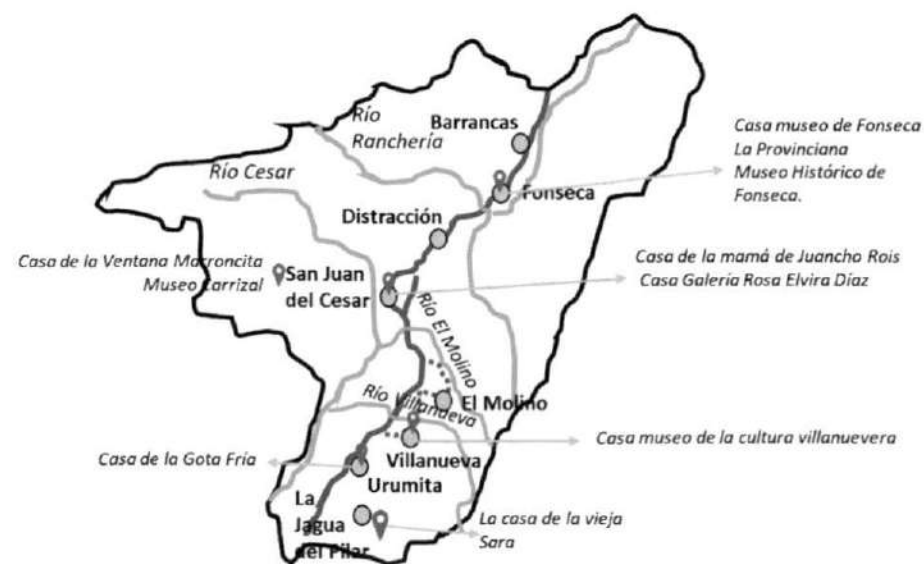 Río
Ranchería
Barrancas
Casa museo de Fonseca
La Provinciana
Museo Histórico de
Fonseca.
Río Cesar
Fonseca
Distracción
Casa de la Ventana Marroncita
Museo Carrizal
San Juan
del Cesar
Casa de la mamá de Juancho Rois
Casa Galería Rosa Elvira Díaz
Río El Molino
El Molino
Río Villanueva
Casa museo de la cultura villanuevera
Casa de la Gota Fría
Villanueva
Urumita
La
Jagua
del Pilar
La casa de la vieja
Sara